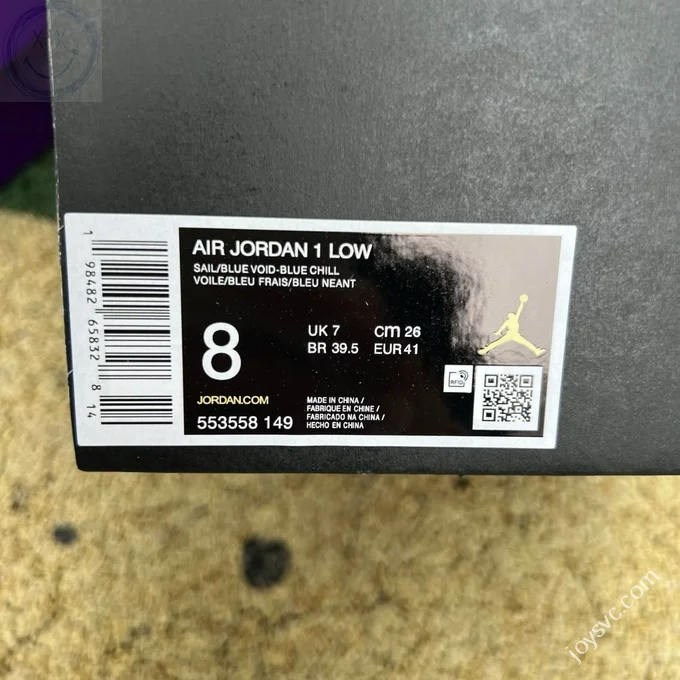 AIR JORDAN 1 LOW
SAIL/BLUE VOID-BLUE CHILL
VOILE/BLEU FRAIS/BLEU NEANT
8
UK 7 cm 26
BR 39.5 EUR 41
JORDAN.COM
553558 149
MADE IN CHINA /
FABRIQUE EN CHINE /
FABRICADO NA CHINA /
HECHO EN CHINA
RFID
1 98482 65832 8 14
joysvc.com